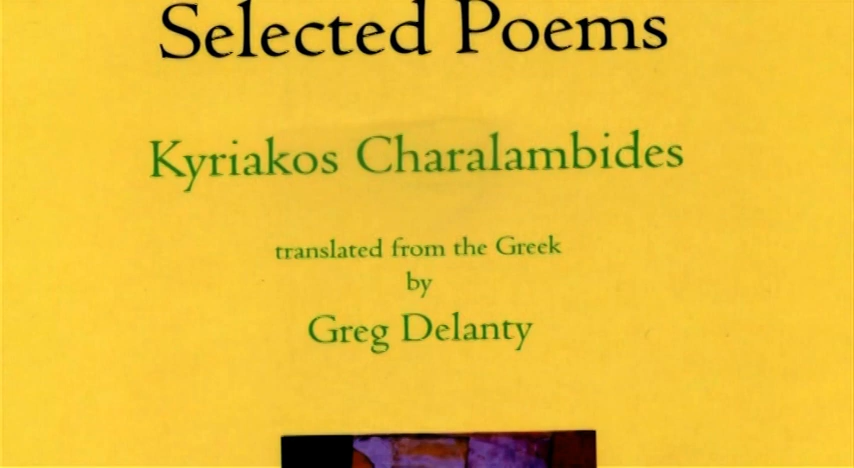 Selected Poems
Kyriakos Charalambides
translated from the Greek
by
Greg Delanty